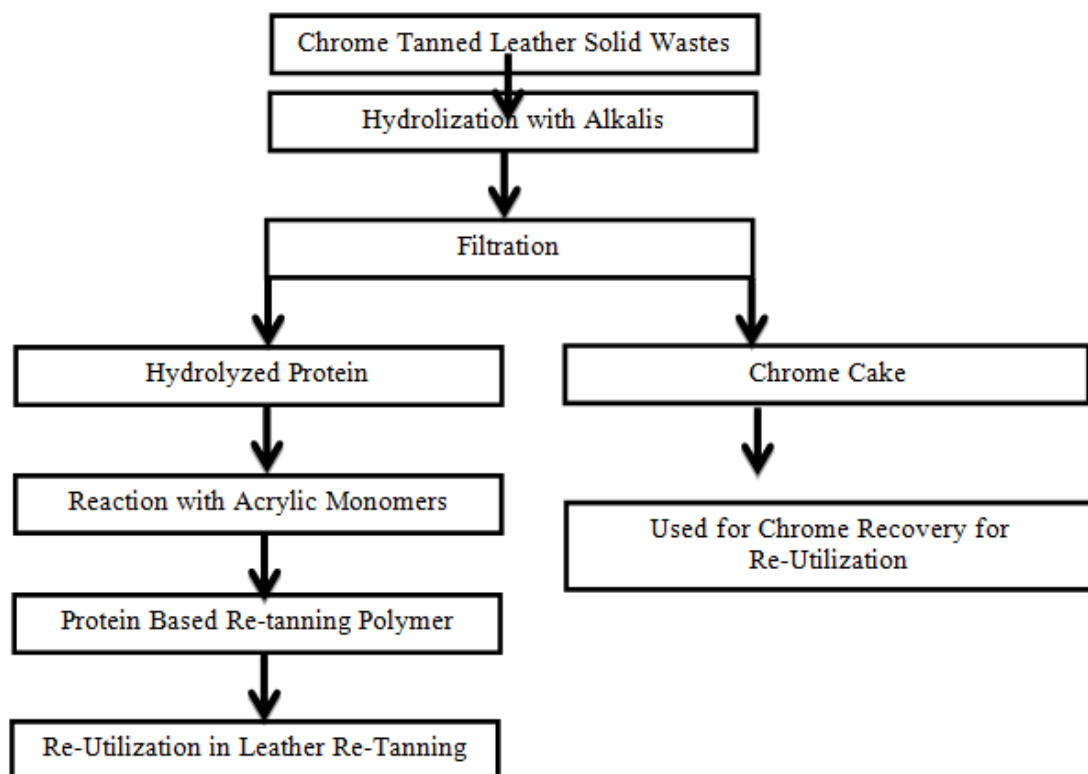 Chrome Tanned Leather Solid Wastes
Hydrolization with Alkalis
Filtration
Hydrolyzed Protein
Chrome Cake
Reaction with Acrylic Monomers
Used for Chrome Recovery for
Re-Utilization
Protein Based Re-tanning Polymer
Re-Utilization in Leather Re-Tanning